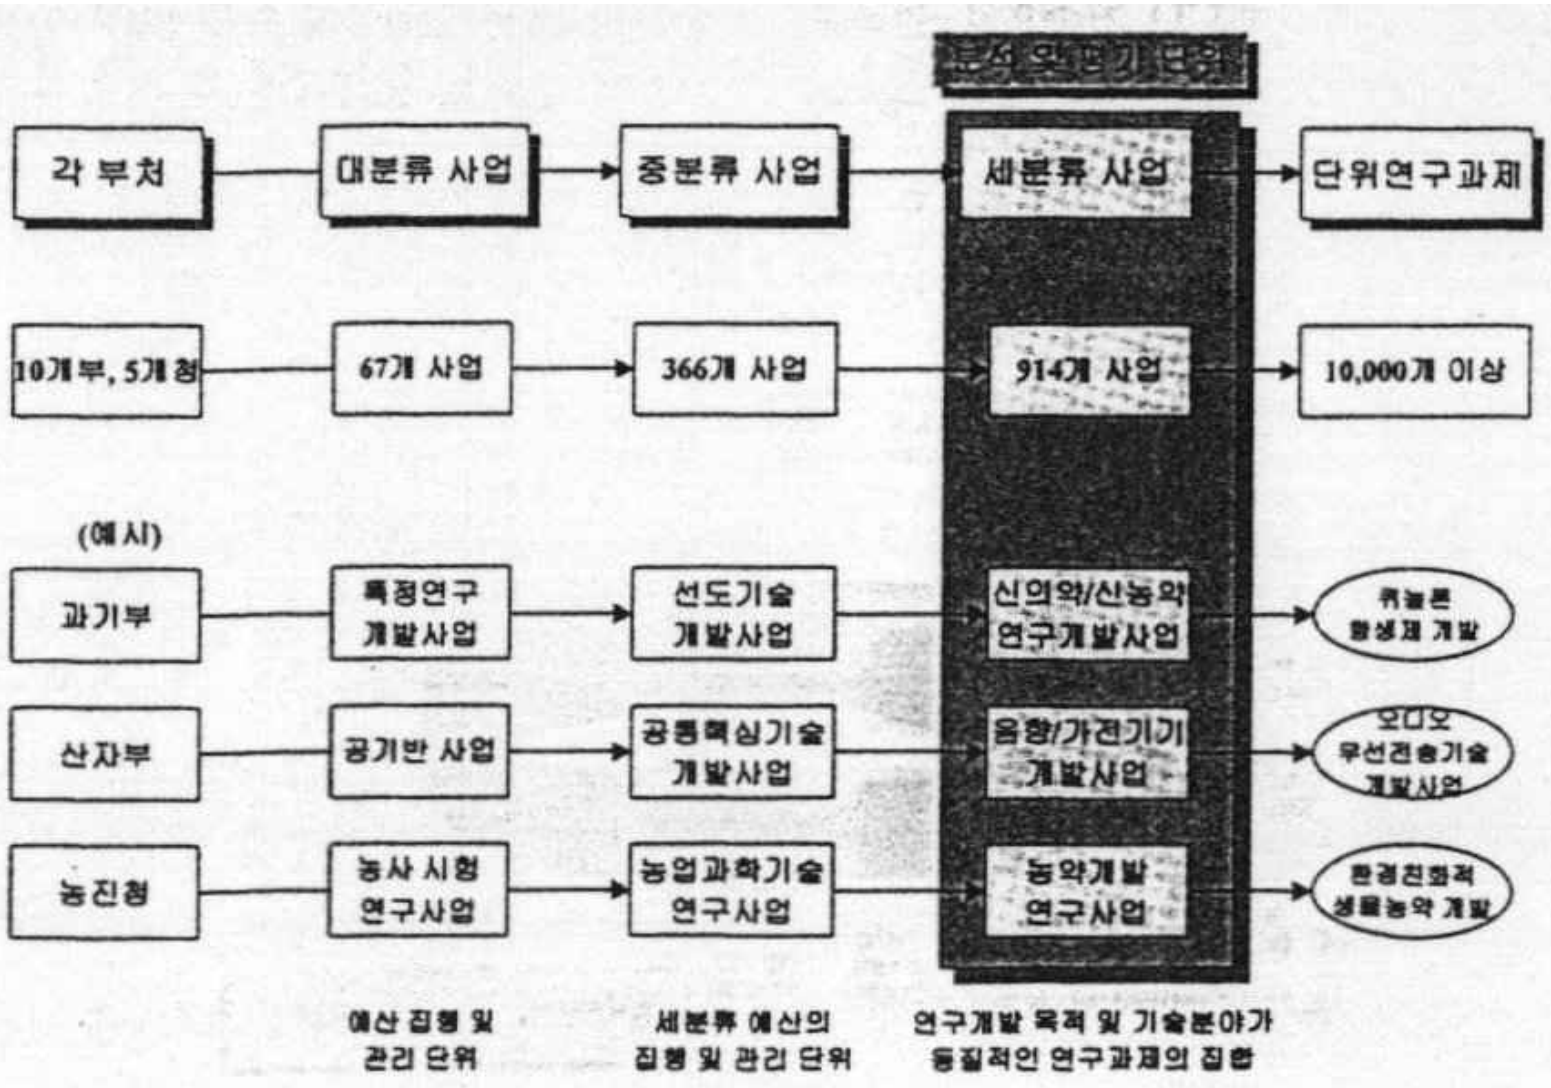 분석 및 평가 단위
각 부처
대분류 사업
중분류 사업
세분류 사업
단위연구과제
10개부, 5개청
67개 사업
366개 사업
914개 사업
10,000개 이상
(예시)
과기부
특정연구
개발사업
선도기술
개발사업
신의약/신농약
연구개발사업
퀴놀론
항생제 개발
산자부
공기반 사업
공통핵심기술
개발사업
음향/가전기기
개발사업
오디오
무선전송기술
개발사업
농진청
농사 시험
연구사업
농업과학기술
연구사업
농약개발
연구사업
환경친화적
생물농약 개발
예산 집행 및
관리 단위
세분류 예산의
집행 및 관리 단위
연구개발 목적 및 기술분야가
동질적인 연구과제의 집합